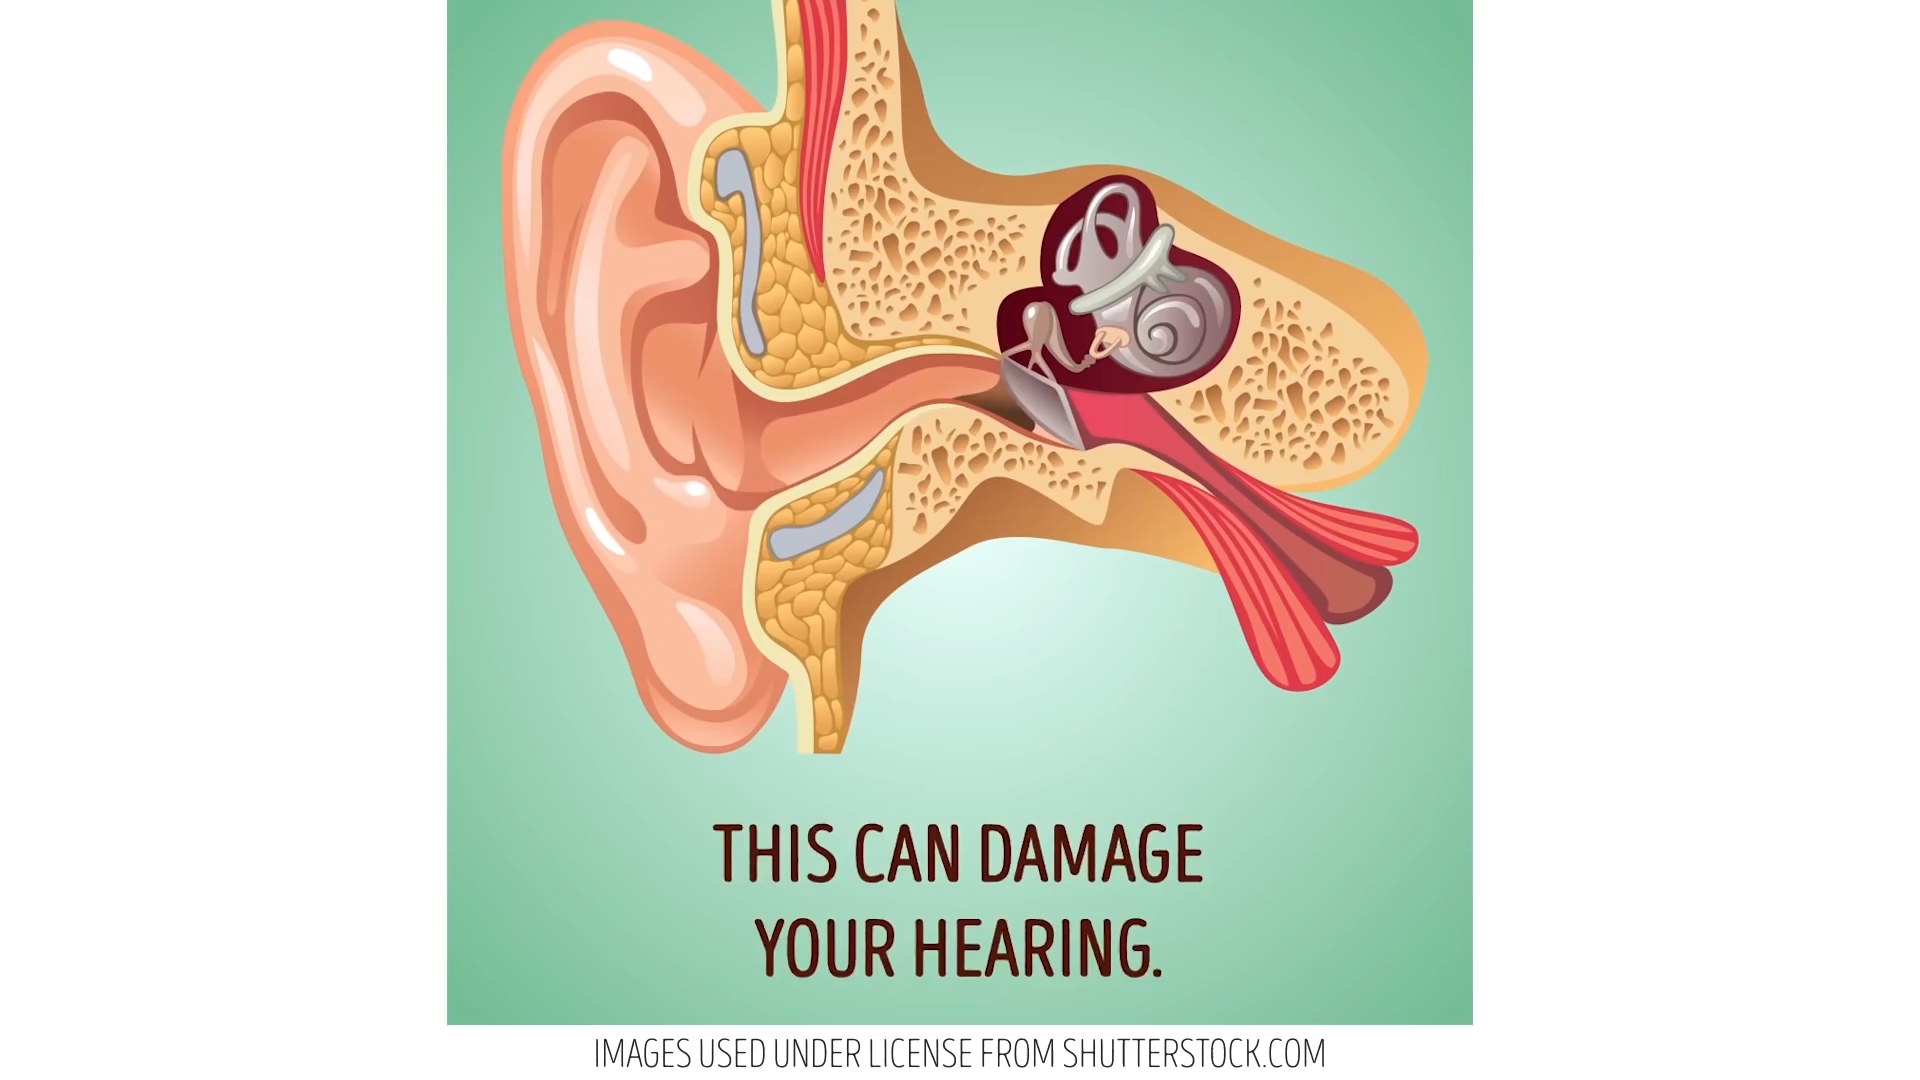 THIS CAN DAMAGE
YOUR HEARING.
IMAGES USED UNDER LICENSE FROM SHUTTERSTOCK.COM